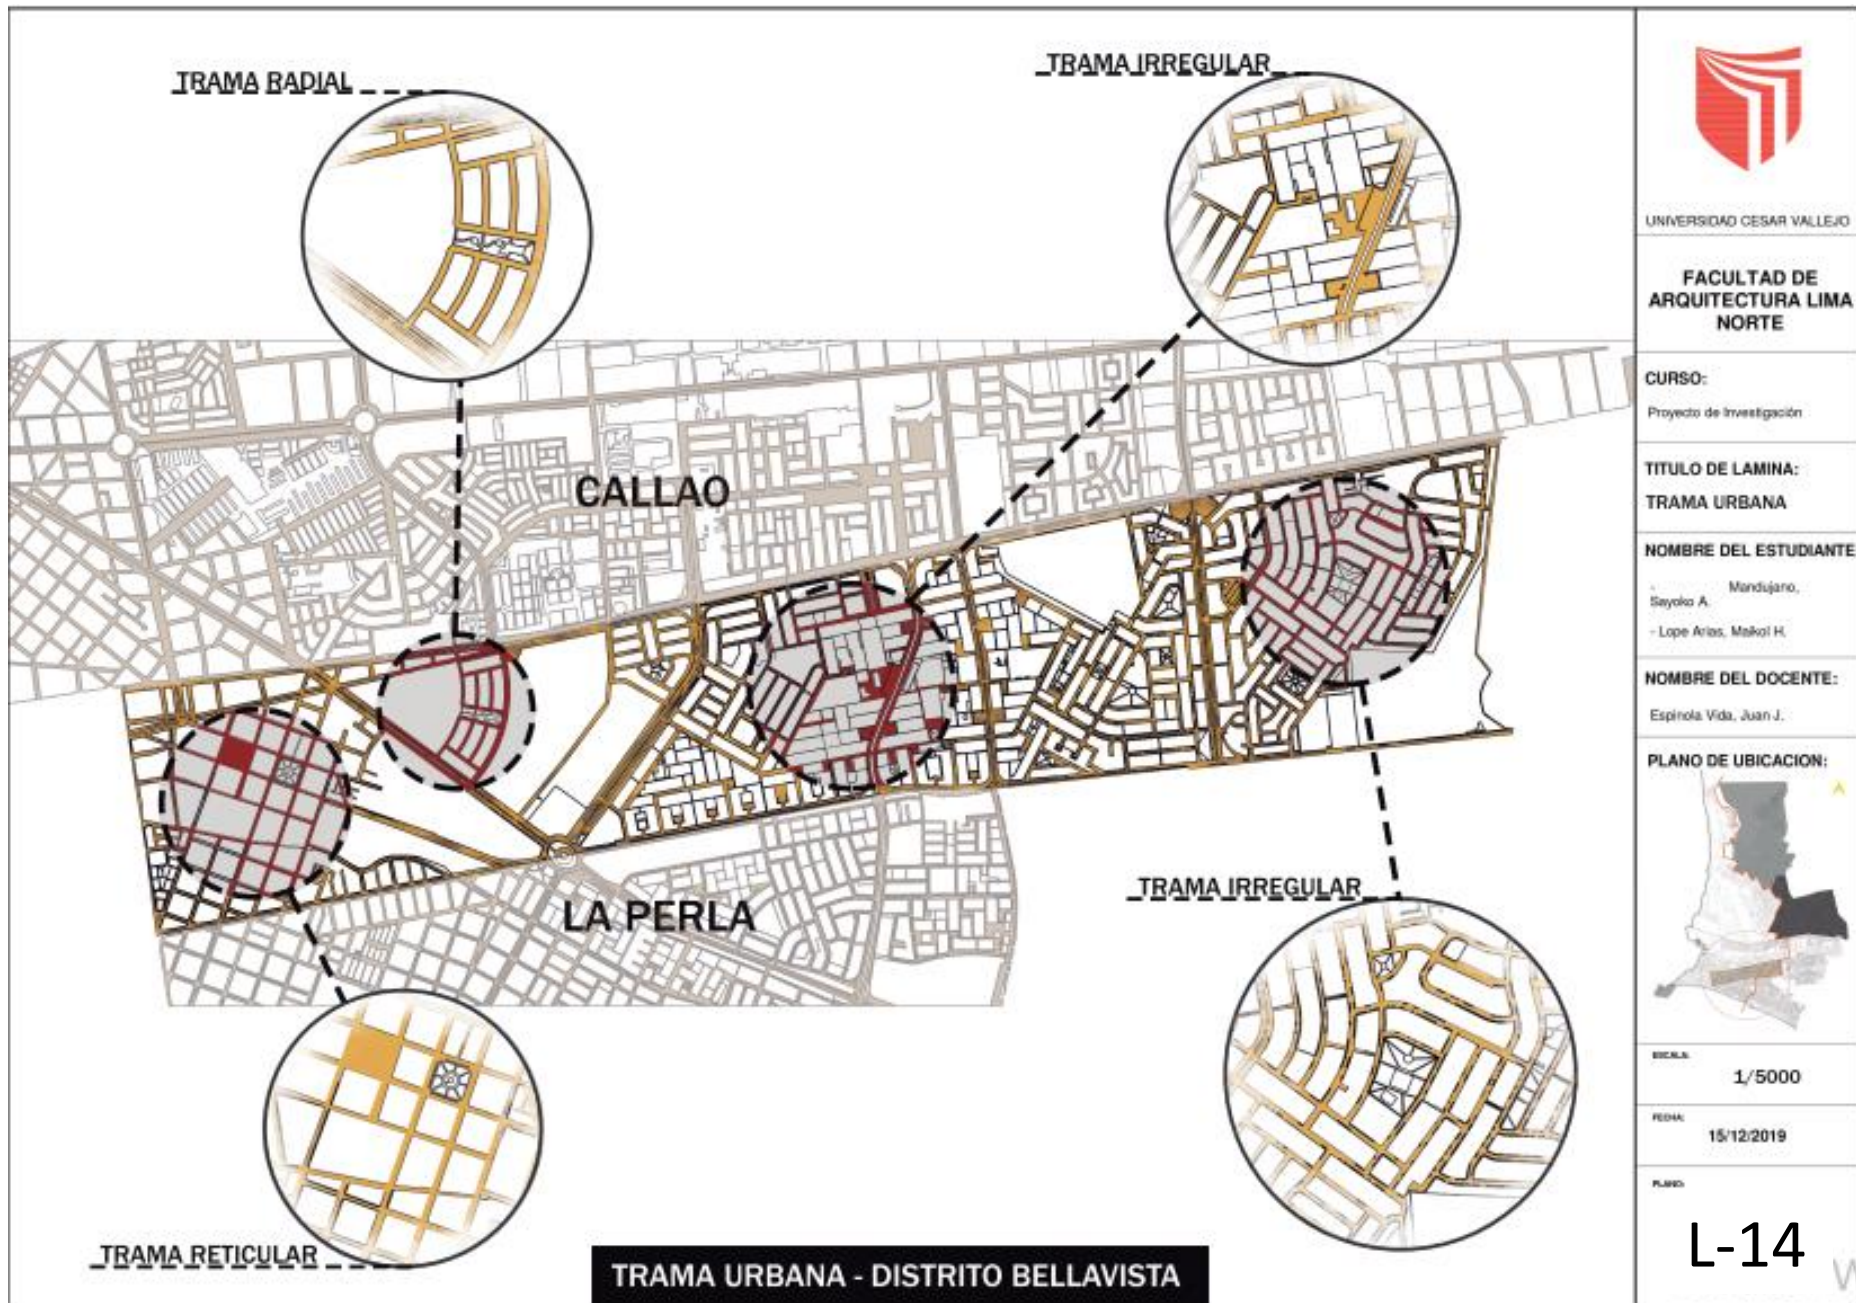 TRAMA RADIAL
TRAMA IRREGULAR
CALLAO
LA PERLA
TRAMA IRREGULAR
TRAMA RETICULAR
TRAMA URBANA - DISTRITO BELLAVISTA
UNIVERSIDAD CESAR VALLEJO
FACULTAD DE
ARQUITECTURA LIMA
NORTE
CURSO:
Proyecto de Investigación
TITULO DE LAMINA:
TRAMA URBANA
NOMBRE DEL ESTUDIANTE
- Mandujano,
Sayoko A.
- Lope Arias, Maikol H.
NOMBRE DEL DOCENTE:
Espinola Vida, Juan J.
PLANO DE UBICACION:
ESCALA:
1/5000
FECHA:
15/12/2019
PLANO:
L-14
W